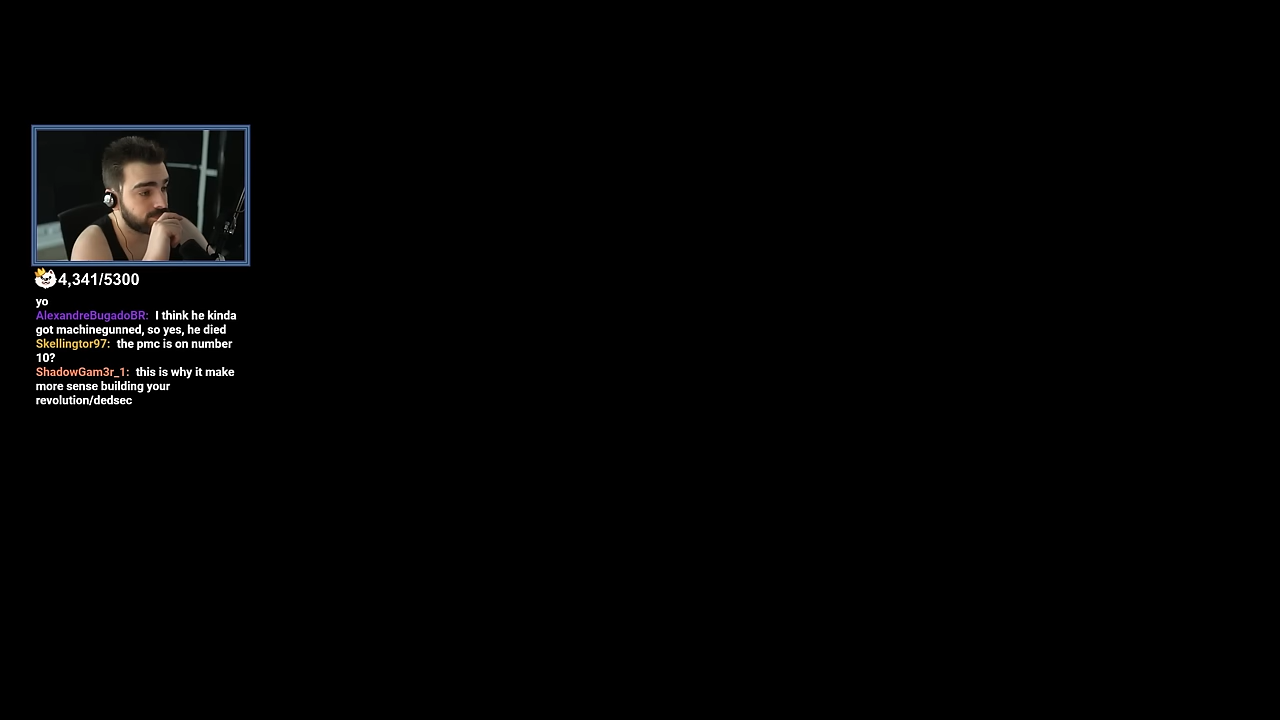 4,341/5300
yo
AlexandreBugadoBR: I think he kinda
got machinegunned, so yes, he died
Skellingtor97: the pmc is on number
10?
ShadowGam3r_1: this is why it make
more sense building your
revolution/dedsec